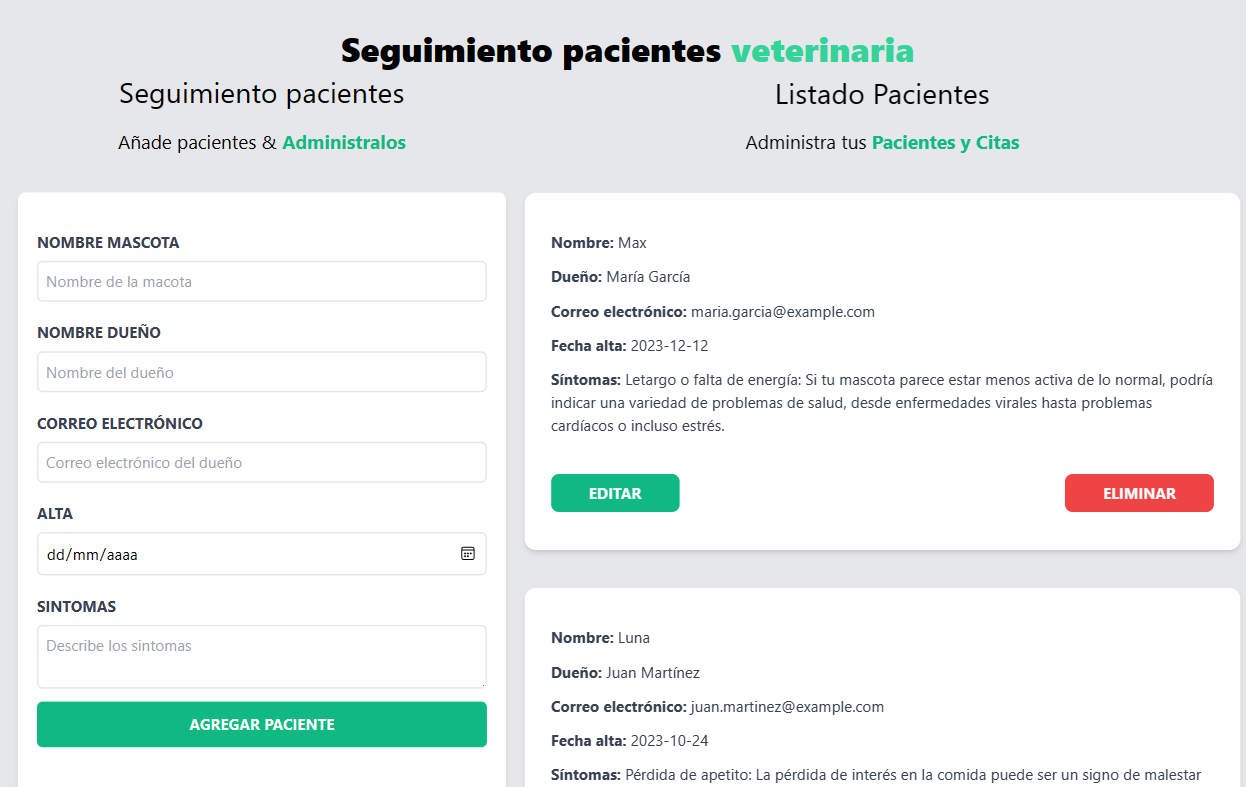 Seguimiento pacientes veterinaria
Seguimiento pacientes
Añade pacientes & Administralos
NOMBRE MASCOTA
Nombre de la macota
NOMBRE DUEÑO
Nombre del dueño
CORREO ELECTRÓNICO
Correo electrónico del dueño
ALTA
dd/mm/aaaa
SINTOMAS
Describe los sintomas
AGREGAR PACIENTE
Listado Pacientes
Administra tus Pacientes y Citas
Nombre: Max
Dueño: María García
Correo electrónico: maria.garcia@example.com
Fecha alta: 2023-12-12
Síntomas: Letargo o falta de energía: Si tu mascota parece estar menos activa de lo normal, podría
indicar una variedad de problemas de salud, desde enfermedades virales hasta problemas
cardíacos o incluso estrés.
EDITAR
ELIMINAR
Nombre: Luna
Dueño: Juan Martínez
Correo electrónico: juan.martinez@example.com
Fecha alta: 2023-10-24
Síntomas: Pérdida de apetito: La pérdida de interés en la comida puede ser un signo de malestar